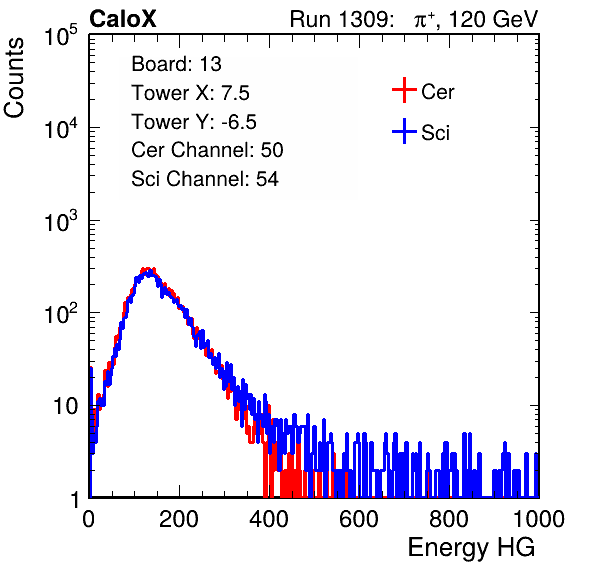 CaloX Run 1309: π⁺, 120 GeV
Counts
10⁵
10⁴
10³
10²
10
1
Board: 13
Tower X: 7.5
Tower Y: -6.5
Cer Channel: 50
Sci Channel: 54
Cer
Sci
0 200 400 600 800 1000
Energy HG